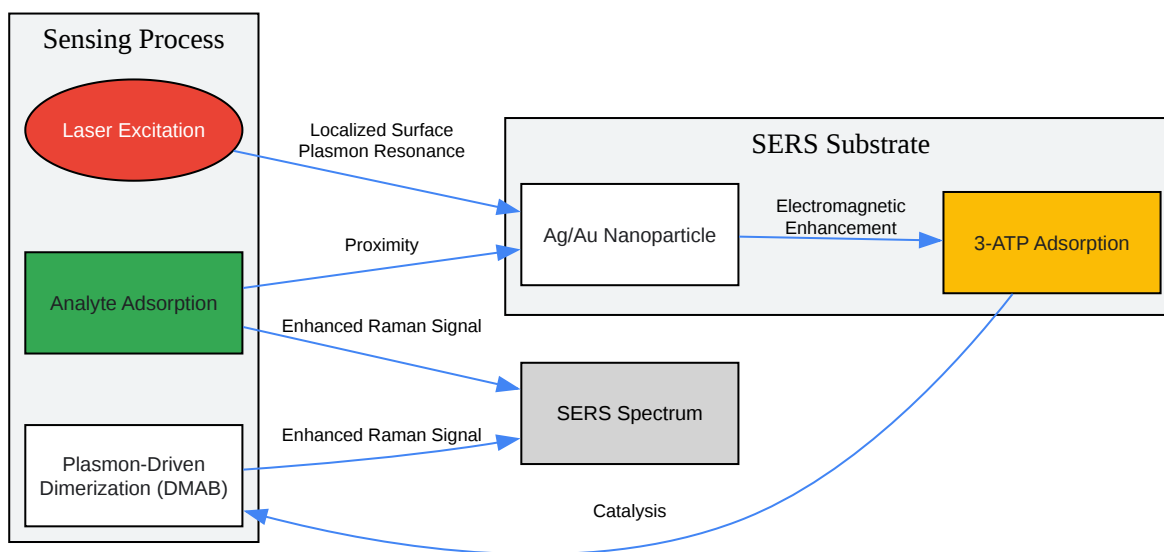 Sensing Process
Laser Excitation
Localized Surface
Plasmon Resonance
SERS Substrate
Ag/Au Nanoparticle
Electromagnetic
Enhancement
3-ATP Adsorption
Proximity
Analyte Adsorption
Enhanced Raman Signal
SERS Spectrum
Enhanced Raman Signal
Plasmon-Driven
Dimerization (DMAB)
Catalysis